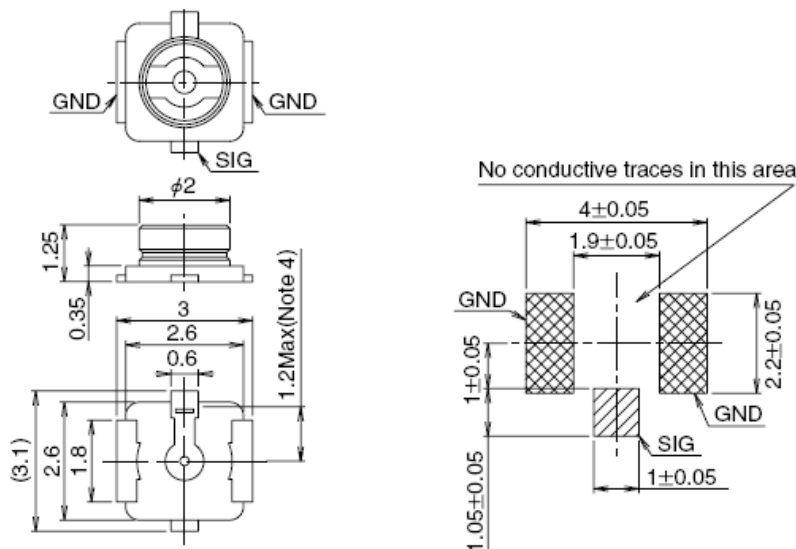 GND
GND
SIG
ϕ2
1.25
0.35
3
2.6
0.6
1.2Max(Note 4)
(3.1)
2.6
1.8
No conductive traces in this area
4±0.05
1.9±0.05
GND
1±0.05
2.2±0.05
GND
SIG
1.05±0.05
1±0.05